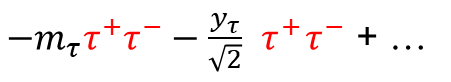 −m_τ τ⁺τ⁻ − y_τ/√2 τ⁺τ⁻ + …